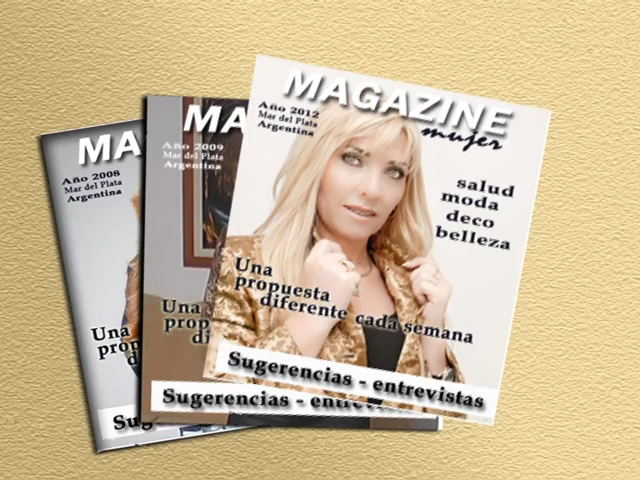 MAGAZINE
mujer
Año 2012
Mar del Plata
Argentina
salud
moda
deco
belleza
Una
propuesta
diferente cada semana
Sugerencias - entrevistas
MA
Año 2009
Mar del Plata
Argentina
Una
prop
di
Sugerencias - entrevis
MA
Año 2008
Mar del Plata
Argentina
Una
prop
d
Sug